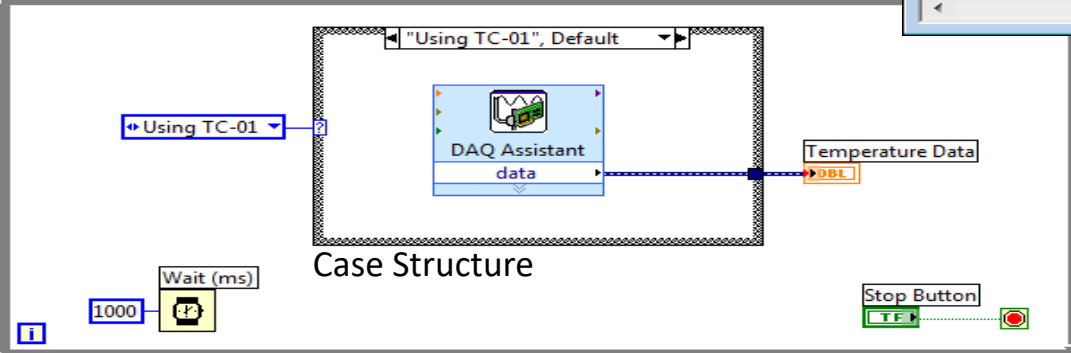 "Using TC-01", Default
Using TC-01
?
DAQ Assistant
data
Temperature Data
DBL
Case Structure
Wait (ms)
1000
Stop Button
TF
i